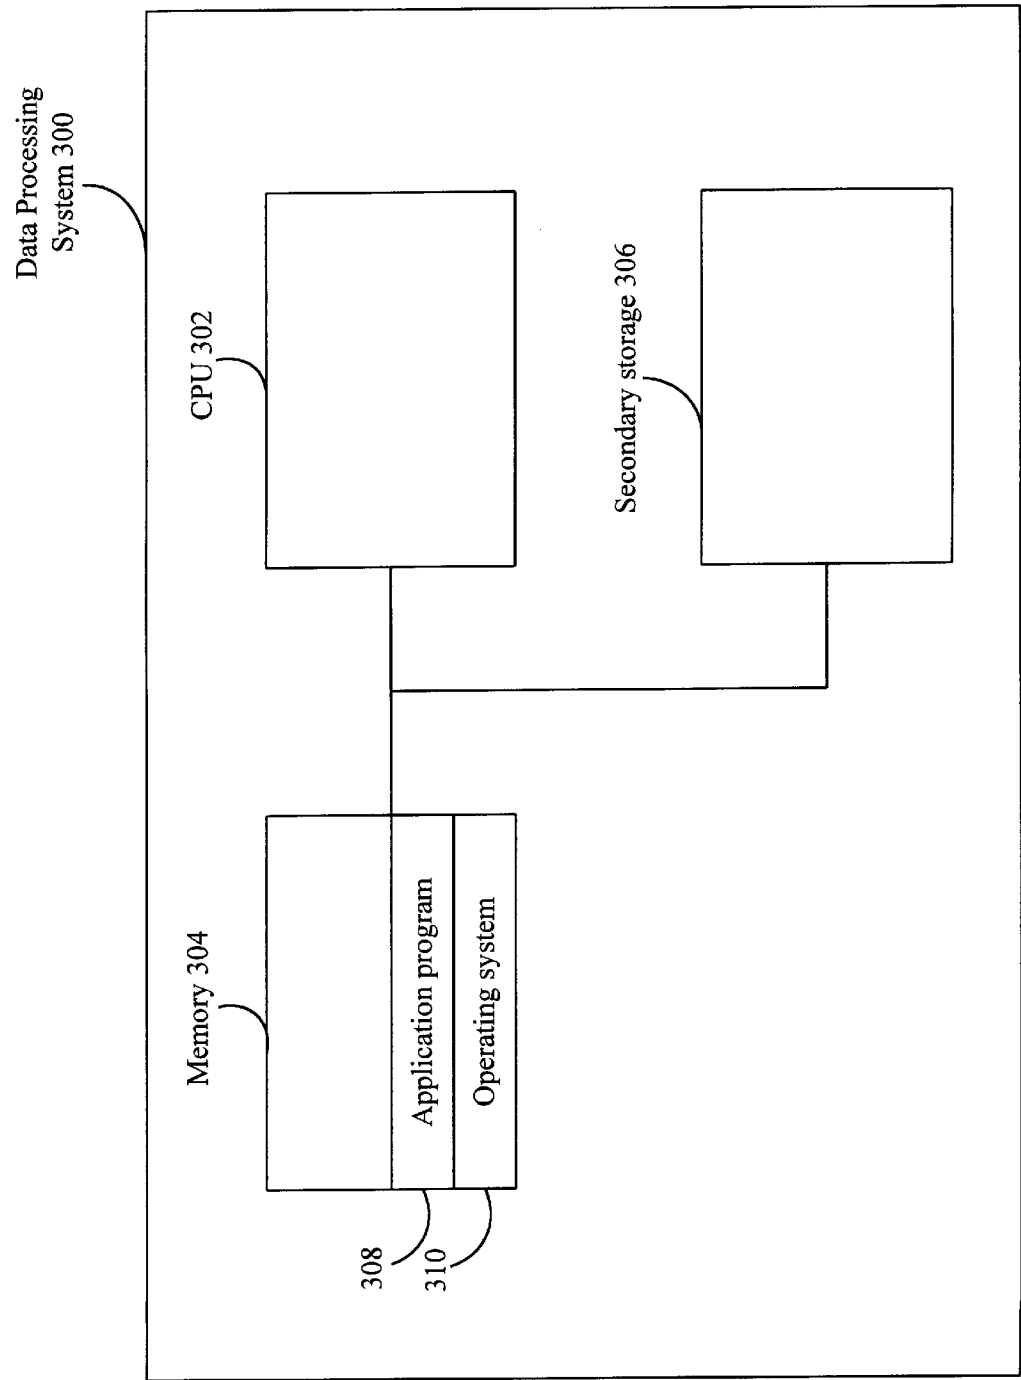 Data Processing
System 300
CPU 302
Secondary storage 306
Memory 304
Application program
Operating system
308
310